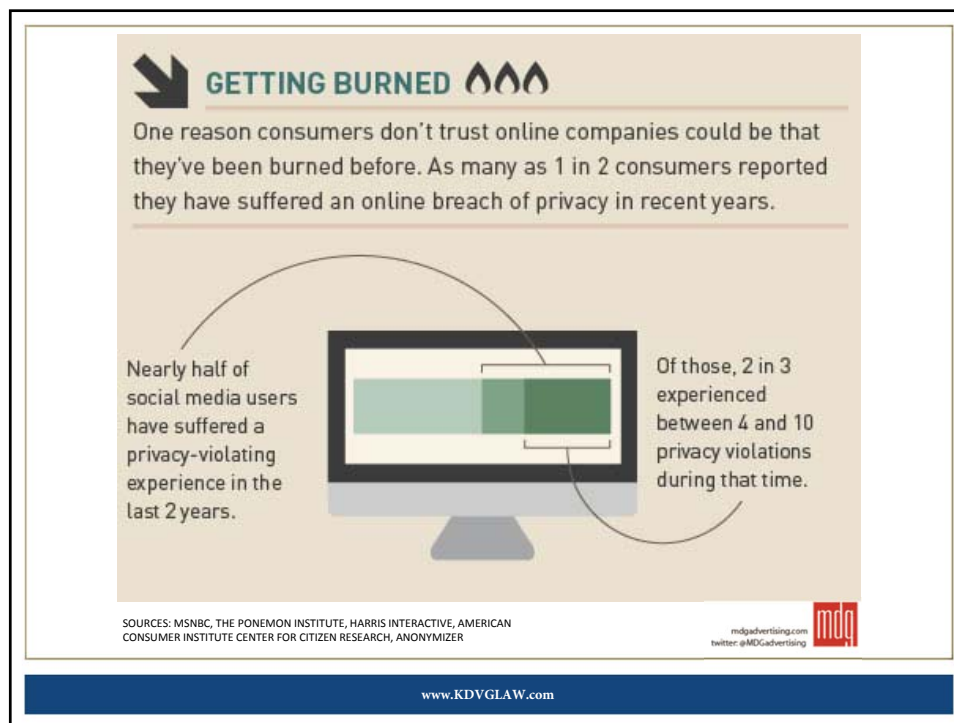 GETTING BURNED
One reason consumers don't trust online companies could be that
they've been burned before. As many as 1 in 2 consumers reported
they have suffered an online breach of privacy in recent years.
Nearly half of
social media users
have suffered a
privacy-violating
experience in the
last 2 years.
Of those, 2 in 3
experienced
between 4 and 10
privacy violations
during that time.
SOURCES: MSNBC, THE PONEMON INSTITUTE, HARRIS INTERACTIVE, AMERICAN
CONSUMER INSTITUTE CENTER FOR CITIZEN RESEARCH, ANONYMIZER
mdgadvertising.com
twitter: @MDGadvertising
mdg
www.KDVGLAW.com